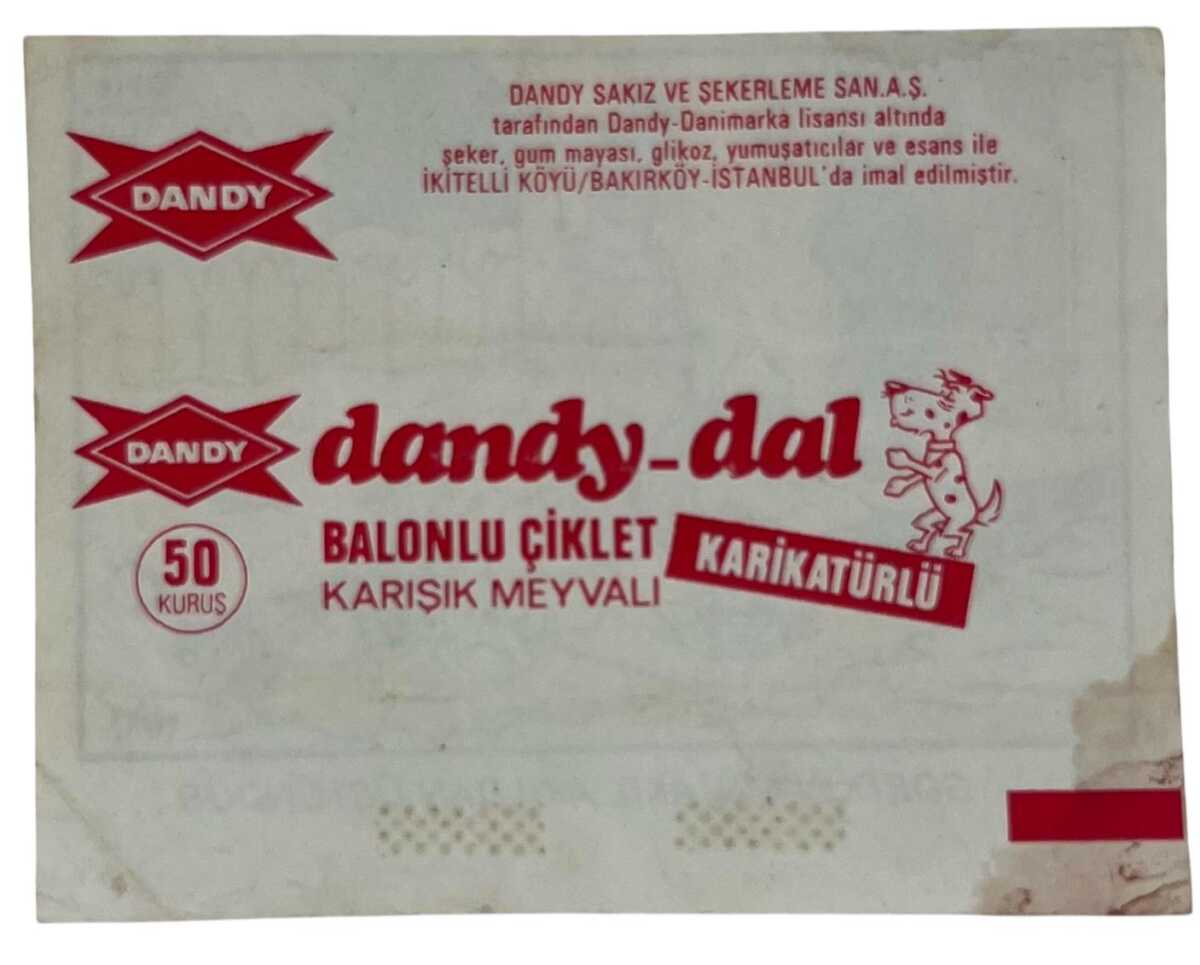 DANDY SAKIZ VE ŞEKERLEME SAN.A.Ş.
tarafından Dandy-Danimarka lisansı altında
şeker, gum mayası, glikoz, yumuşatıcılar ve esans ile
İKİTELLİ KÖYÜ/BAKIRKÖY-İSTANBUL'da imal edilmiştir.
DANDY
DANDY
dandy-dal
BALONLU ÇİKLET
KARIŞIK MEYVALI
KARİKATÜRLÜ
50
KURUŞ